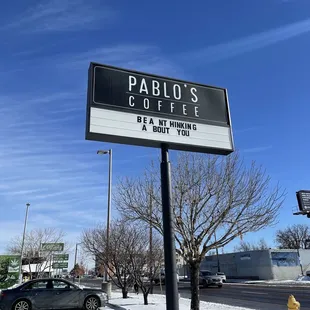 PABLO'S
COFFEE
BEA NT HINKING
A BOUT YOU